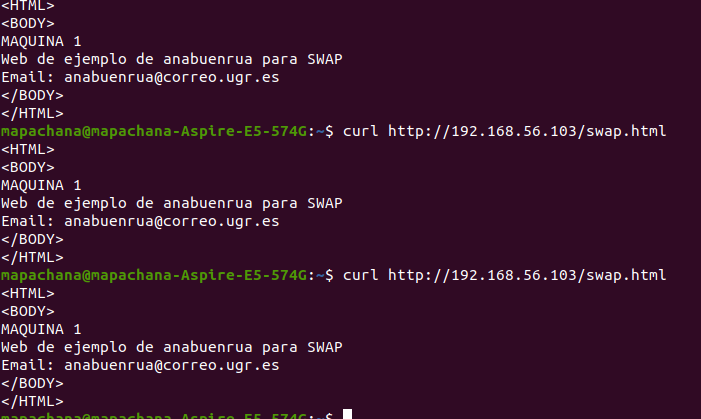 <HTML>
<BODY>
MAQUINA 1
Web de ejemplo de anabuenrua para SWAP
Email: anabuenrua@correo.ugr.es
</BODY>
</HTML>
mapachana@mapachana-Aspire-E5-574G:~$ curl http://192.168.56.103/swap.html
<HTML>
<BODY>
MAQUINA 1
Web de ejemplo de anabuenrua para SWAP
Email: anabuenrua@correo.ugr.es
</BODY>
</HTML>
mapachana@mapachana-Aspire-E5-574G:~$ curl http://192.168.56.103/swap.html
<HTML>
<BODY>
MAQUINA 1
Web de ejemplo de anabuenrua para SWAP
Email: anabuenrua@correo.ugr.es
</BODY>
</HTML>
mapachana@mapachana-Aspire-E5-574G:~$